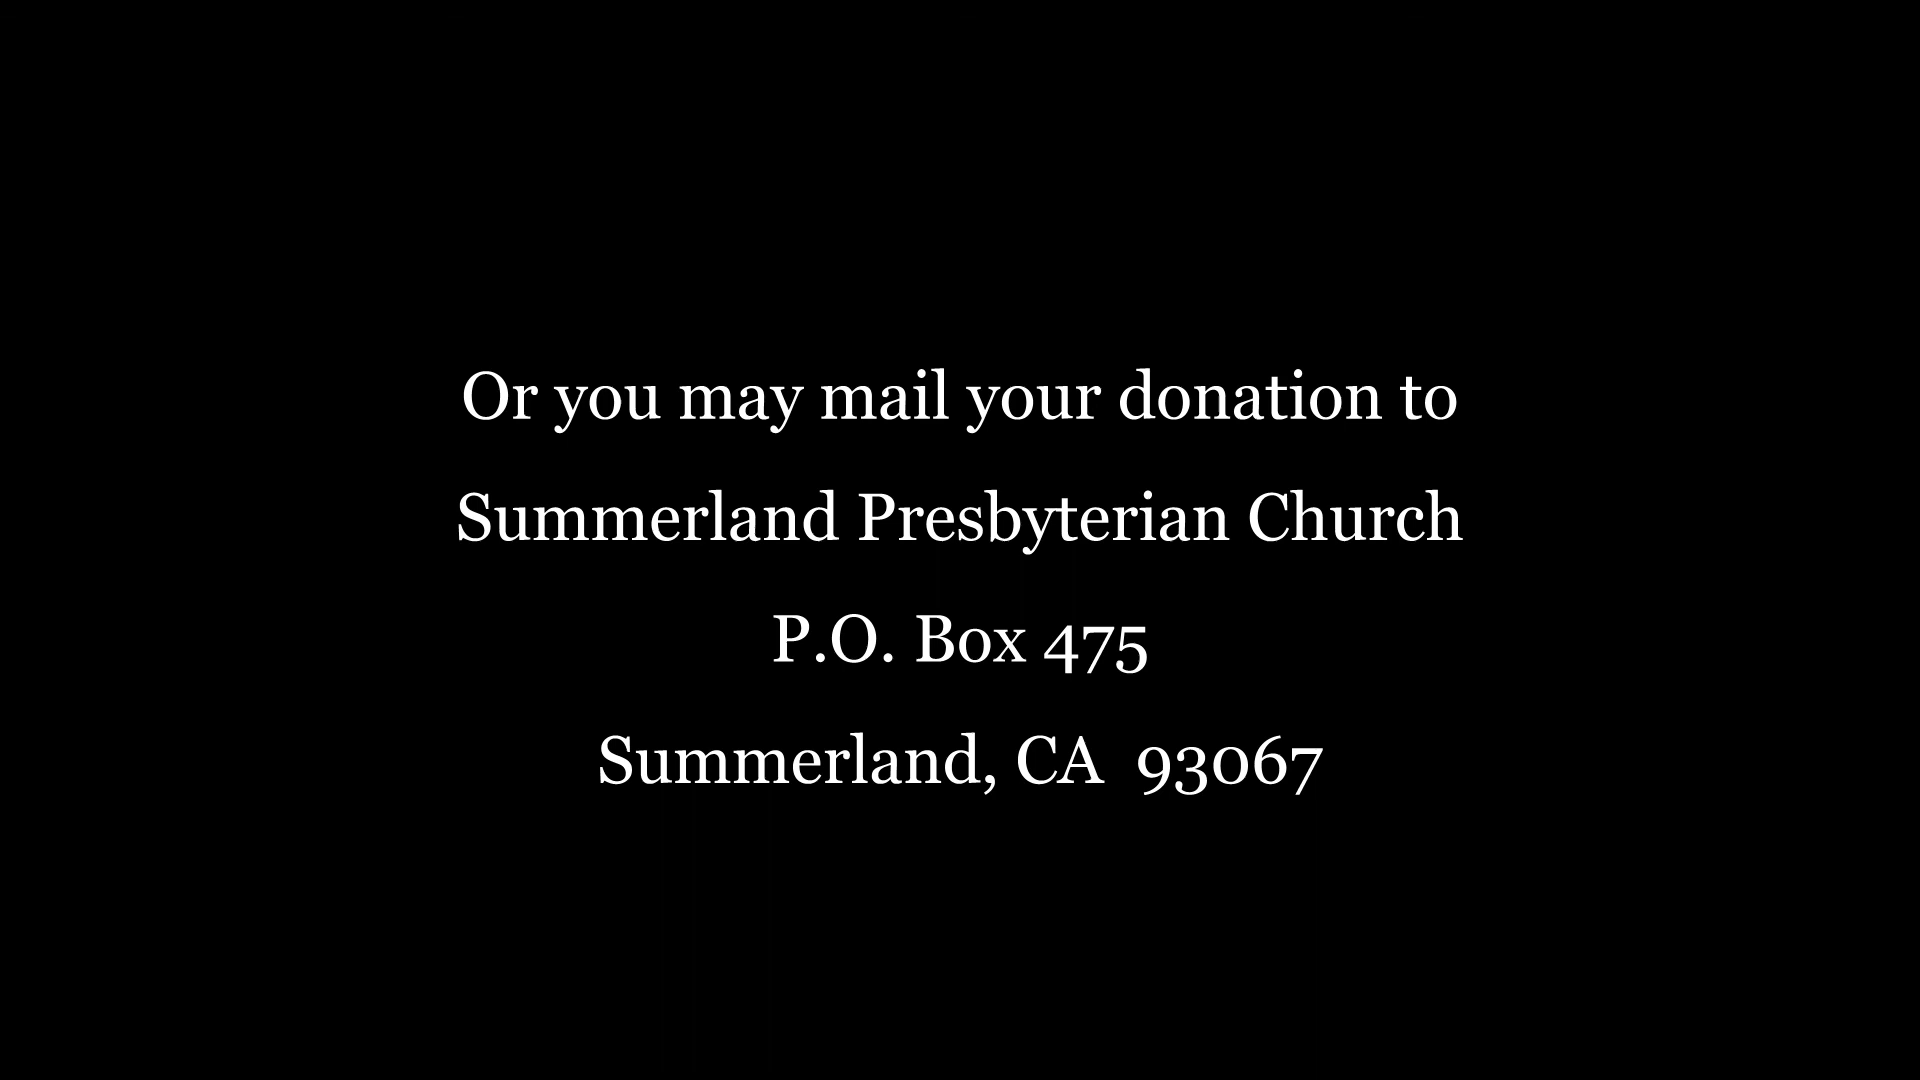 Or you may mail your donation to
Summerland Presbyterian Church
P.O. Box 475
Summerland, CA  93067